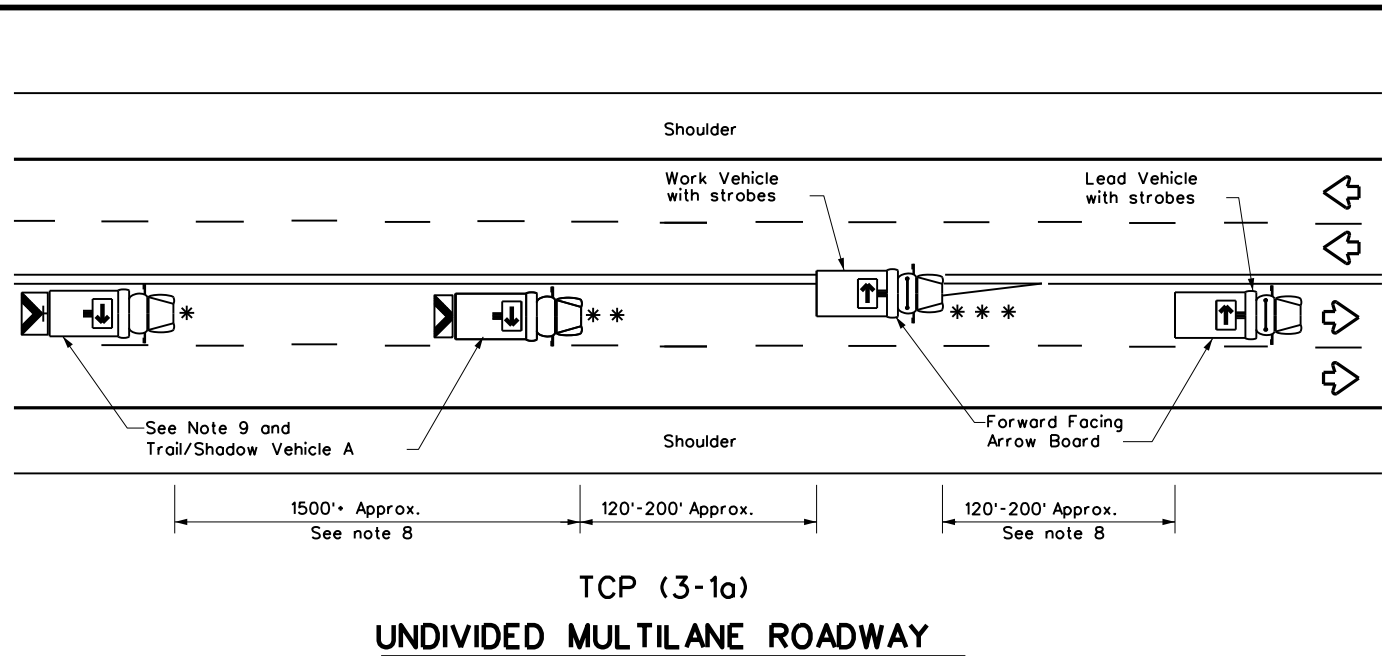 Shoulder
Work Vehicle
with strobes
Lead Vehicle
with strobes
*
* *
* * *
See Note 9 and
Trail/Shadow Vehicle A
Shoulder
Forward Facing
Arrow Board
1500'+ Approx.
See note 8
120'-200' Approx.
120'-200' Approx.
See note 8
TCP (3-1a)
UNDIVIDED MULTILANE ROADWAY